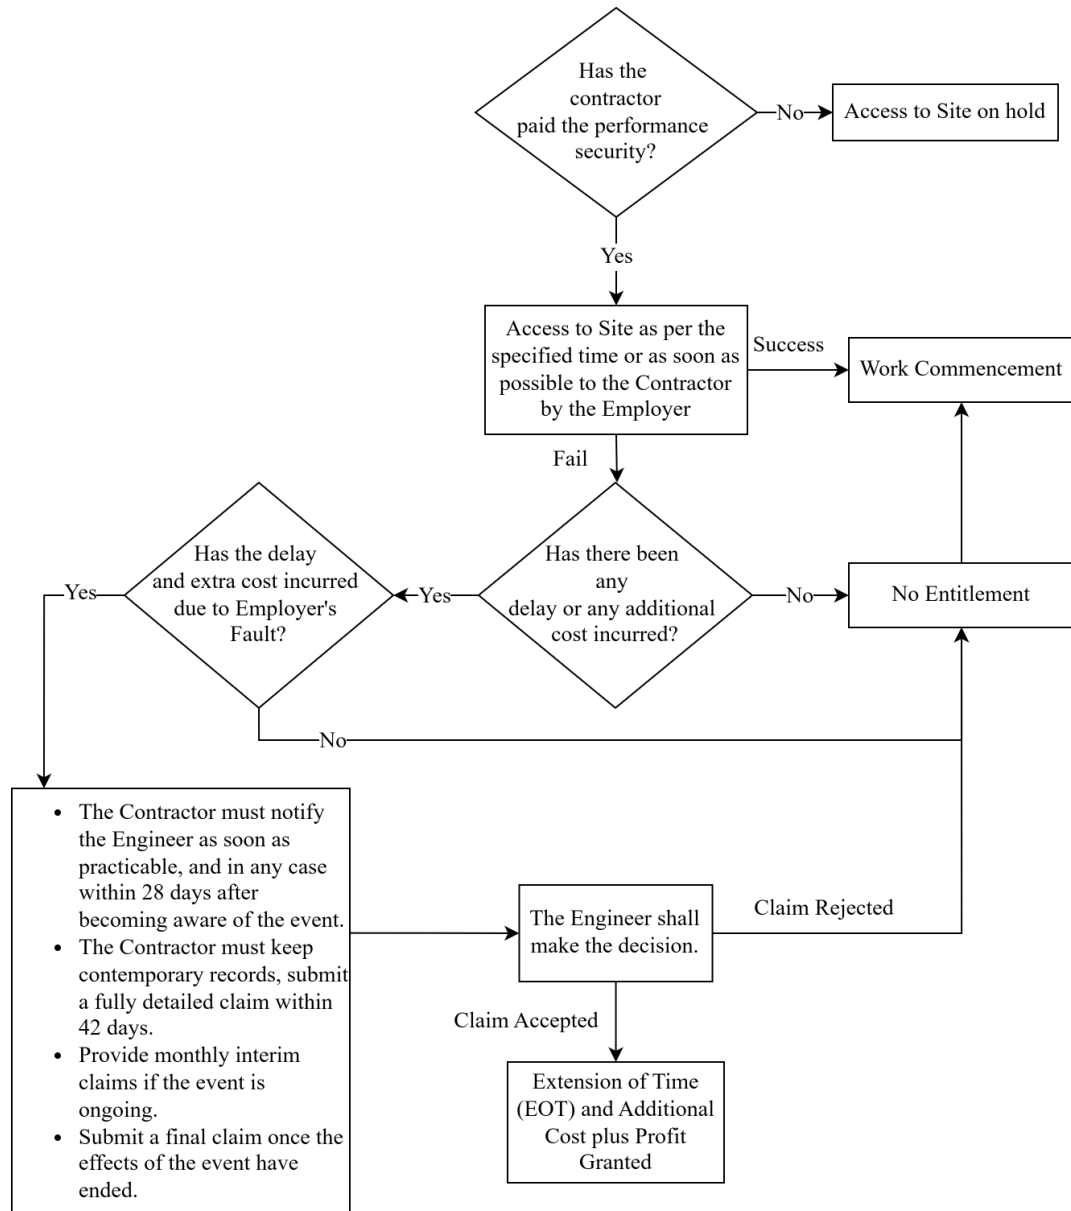 Has the
contractor
paid the performance
security?
No
Access to Site on hold
Yes
Access to Site as per the
specified time or as soon as
possible to the Contractor
by the Employer
Success
Work Commencement
Fail
Has the delay
and extra cost incurred
due to Employer's
Fault?
Yes
Yes
Has there been
any
delay or any additional
cost incurred?
No
No Entitlement
No
• The Contractor must notify
the Engineer as soon as
practicable, and in any case
within 28 days after
becoming aware of the event.
• The Contractor must keep
contemporary records, submit
a fully detailed claim within
42 days.
• Provide monthly interim
claims if the event is
ongoing.
• Submit a final claim once the
effects of the event have
ended.
The Engineer shall
make the decision.
Claim Rejected
Claim Accepted
Extension of Time
(EOT) and Additional
Cost plus Profit
Granted